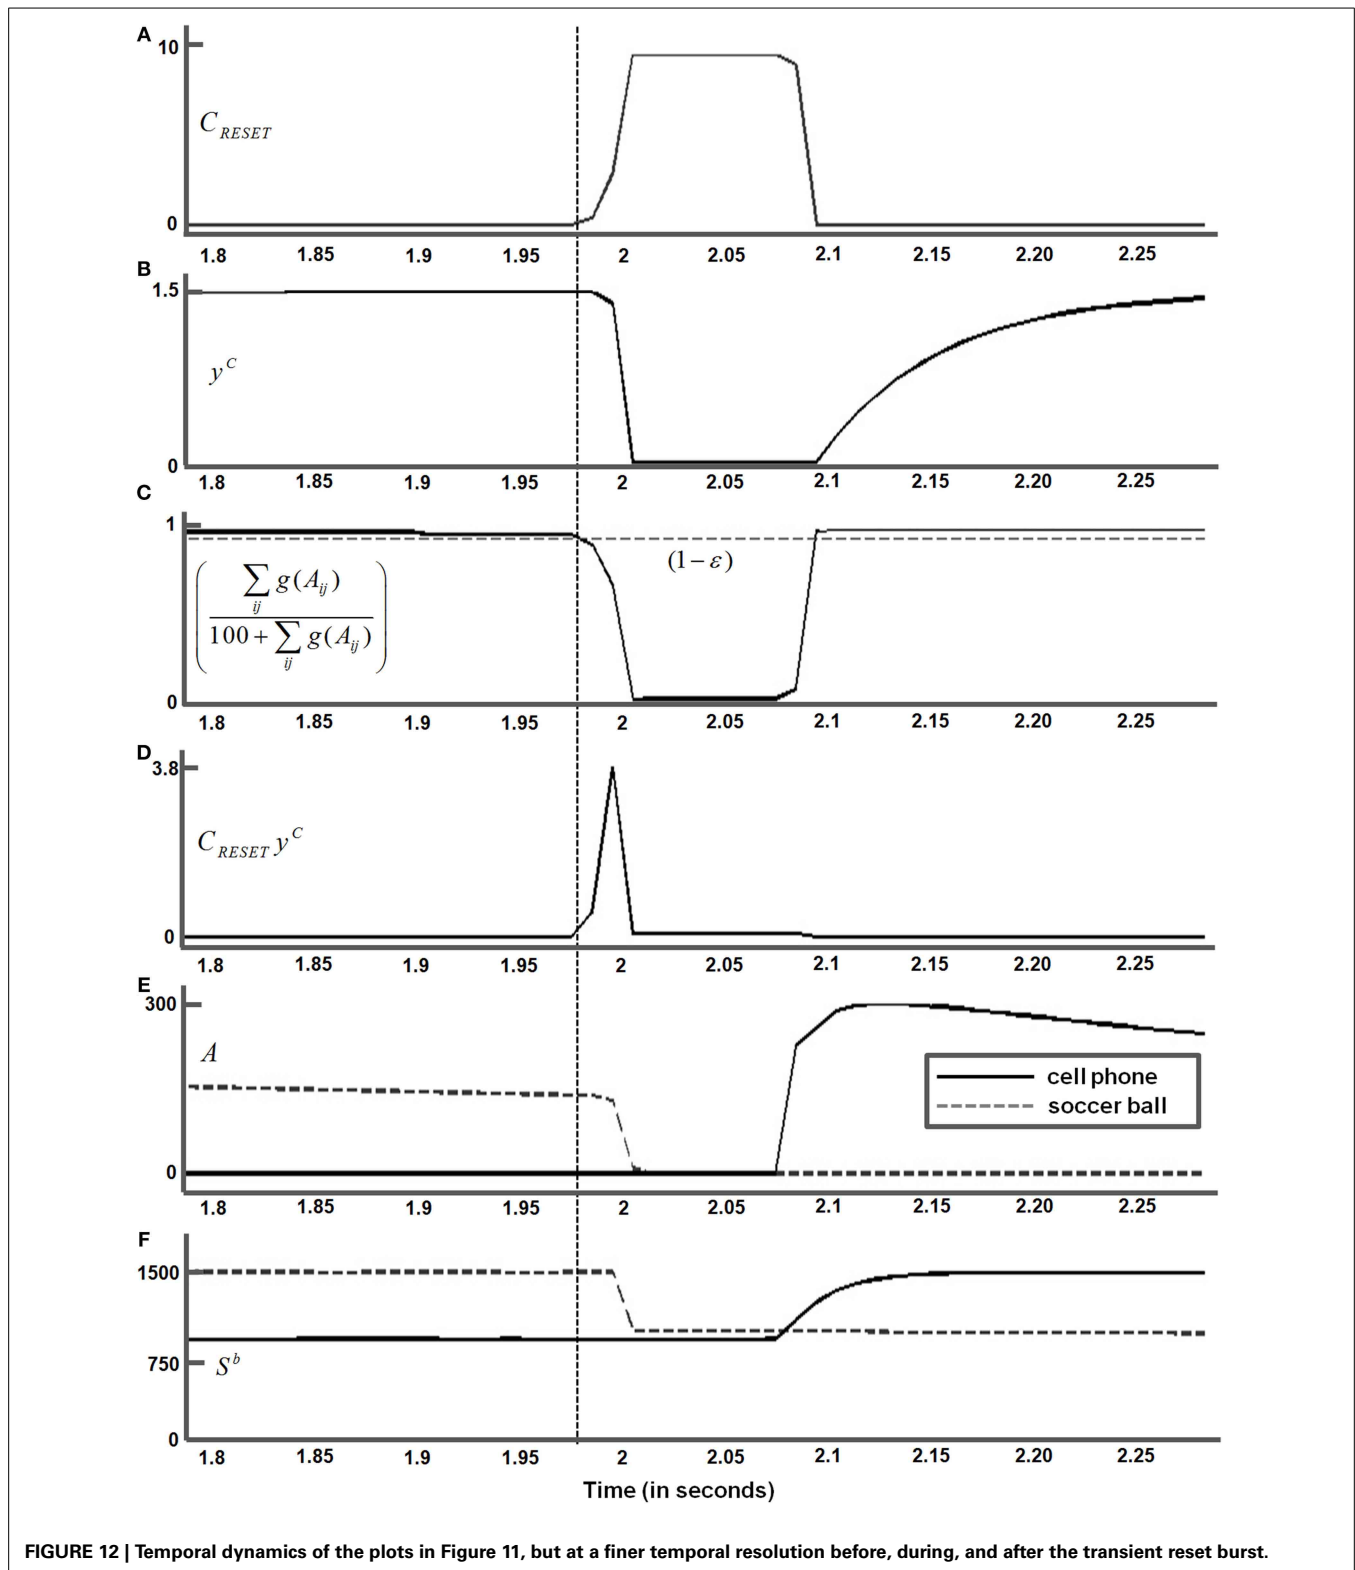 A
10
C RESET
0
1.8 1.85 1.9 1.95 2 2.05 2.1 2.15 2.20 2.25
B
1.5
y^C
0
1.8 1.85 1.9 1.95 2 2.05 2.1 2.15 2.20 2.25
C
1
(1−ε)
∑ g(A_ij)
ij
100 + ∑ g(A_ij)
ij
0
1.8 1.85 1.9 1.95 2 2.05 2.1 2.15 2.20 2.25
D
3.8
C RESET y^C
0
1.8 1.85 1.9 1.95 2 2.05 2.1 2.15 2.20 2.25
E
300
A
cell phone
soccer ball
0
1.8 1.85 1.9 1.95 2 2.05 2.1 2.15 2.20 2.25
F
1500
750
S^b
0
1.8 1.85 1.9 1.95 2 2.05 2.1 2.15 2.20 2.25
Time (in seconds)
FIGURE 12 | Temporal dynamics of the plots in Figure 11, but at a finer temporal resolution before, during, and after the transient reset burst.